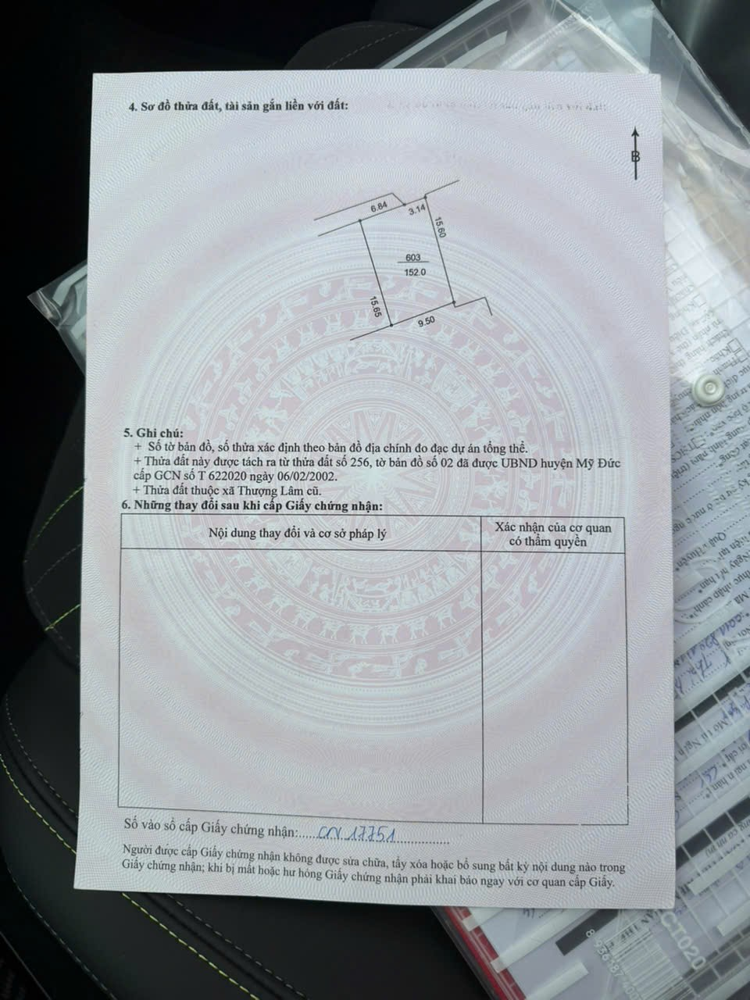 4. Sơ đồ thửa đất, tài sản gắn liền với đất:
B
6.84
3.14
15.60
603
152.0
15.65
9.50
5. Ghi chú:
+ Số tờ bản đồ, số thửa xác định theo bản đồ địa chính đo đạc dự án tổng thể.
+ Thửa đất này được tách ra từ thửa đất số 256, tờ bản đồ số 02 đã được UBND huyện Mỹ Đức
cấp GCN số T 622020 ngày 06/02/2002.
+ Thửa đất thuộc xã Thượng Lâm cũ.
6. Những thay đổi sau khi cấp Giấy chứng nhận:
Nội dung thay đổi và cơ sở pháp lý
Xác nhận của cơ quan
có thẩm quyền
Số vào sổ cấp Giấy chứng nhận:......CN 17751..................
Người được cấp Giấy chứng nhận không được sửa chữa, tẩy xóa hoặc bổ sung bất kỳ nội dung nào trong
Giấy chứng nhận; khi bị mất hoặc hư hỏng Giấy chứng nhận phải khai báo ngay với cơ quan cấp Giấy.
CT020